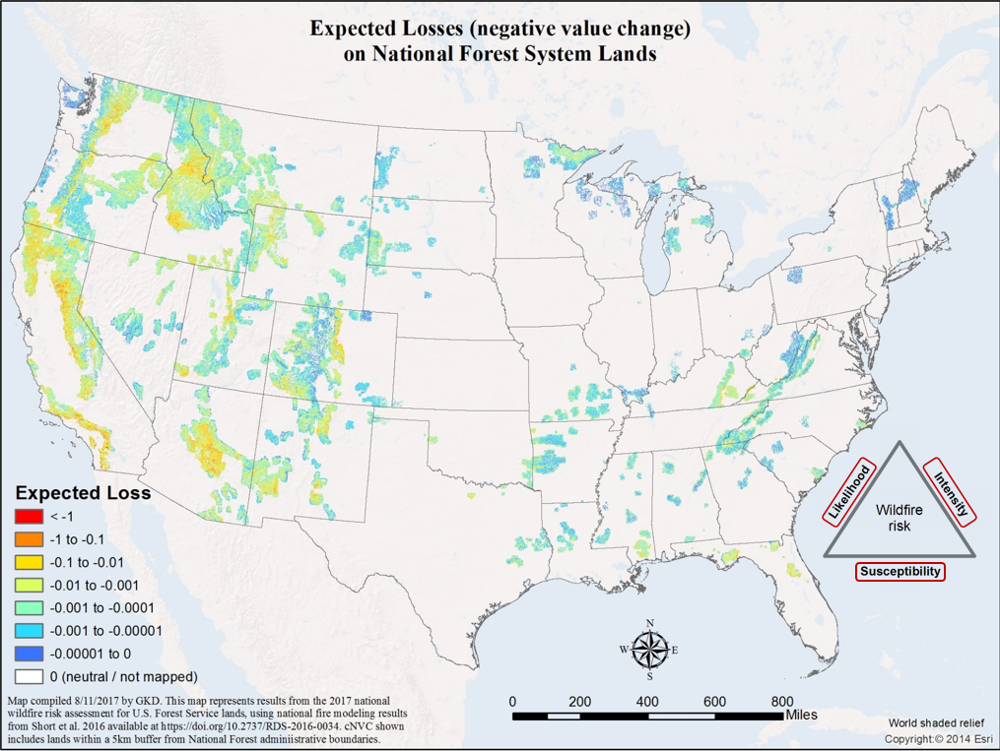 Expected Losses (negative value change)
on National Forest System Lands
Expected Loss
< -1
-1 to -0.1
-0.1 to -0.01
-0.01 to -0.001
-0.001 to -0.0001
-0.001 to -0.00001
-0.00001 to 0
0 (neutral / not mapped)
Map compiled 8/11/2017 by GKD. This map represents results from the 2017 national
wildfire risk assessment for U.S. Forest Service lands, using national fire modeling results
from Short et al. 2016 available at https://doi.org/10.2737/RDS-2016-0034. cNVC shown
includes lands within a 5km buffer from National Forest adminiistrative boundaries.
Likelihood
Intensity
Wildfire
risk
Susceptibility
N
W E
S
0 200 400 600 800
Miles
World shaded relief
Copyright:© 2014 Esri